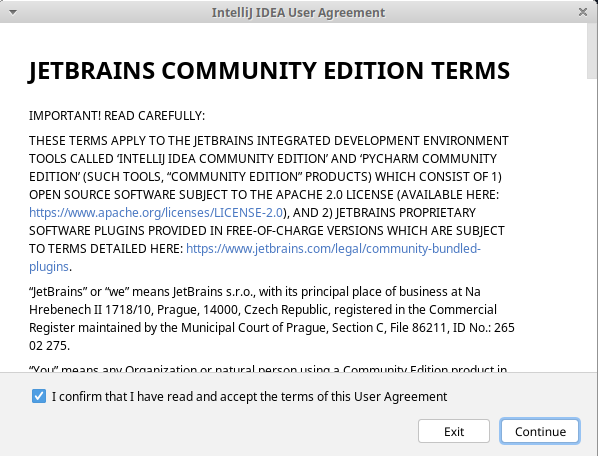 IntelliJ IDEA User Agreement
JETBRAINS COMMUNITY EDITION TERMS
IMPORTANT! READ CAREFULLY:
THESE TERMS APPLY TO THE JETBRAINS INTEGRATED DEVELOPMENT ENVIRONMENT
TOOLS CALLED ‘INTELLIJ IDEA COMMUNITY EDITION’ AND ‘PYCHARM COMMUNITY
EDITION’ (SUCH TOOLS, “COMMUNITY EDITION” PRODUCTS) WHICH CONSIST OF 1)
OPEN SOURCE SOFTWARE SUBJECT TO THE APACHE 2.0 LICENSE (AVAILABLE HERE:
https://www.apache.org/licenses/LICENSE-2.0), AND 2) JETBRAINS PROPRIETARY
SOFTWARE PLUGINS PROVIDED IN FREE-OF-CHARGE VERSIONS WHICH ARE SUBJECT
TO TERMS DETAILED HERE: https://www.jetbrains.com/legal/community-bundled-
plugins.
“JetBrains” or “we” means JetBrains s.r.o., with its principal place of business at Na
Hrebenech II 1718/10, Prague, 14000, Czech Republic, registered in the Commercial
Register maintained by the Municipal Court of Prague, Section C, File 86211, ID No.: 265
02 275.
“You” means any Organization or natural person using a Community Edition product in
I confirm that I have read and accept the terms of this User Agreement
Exit
Continue